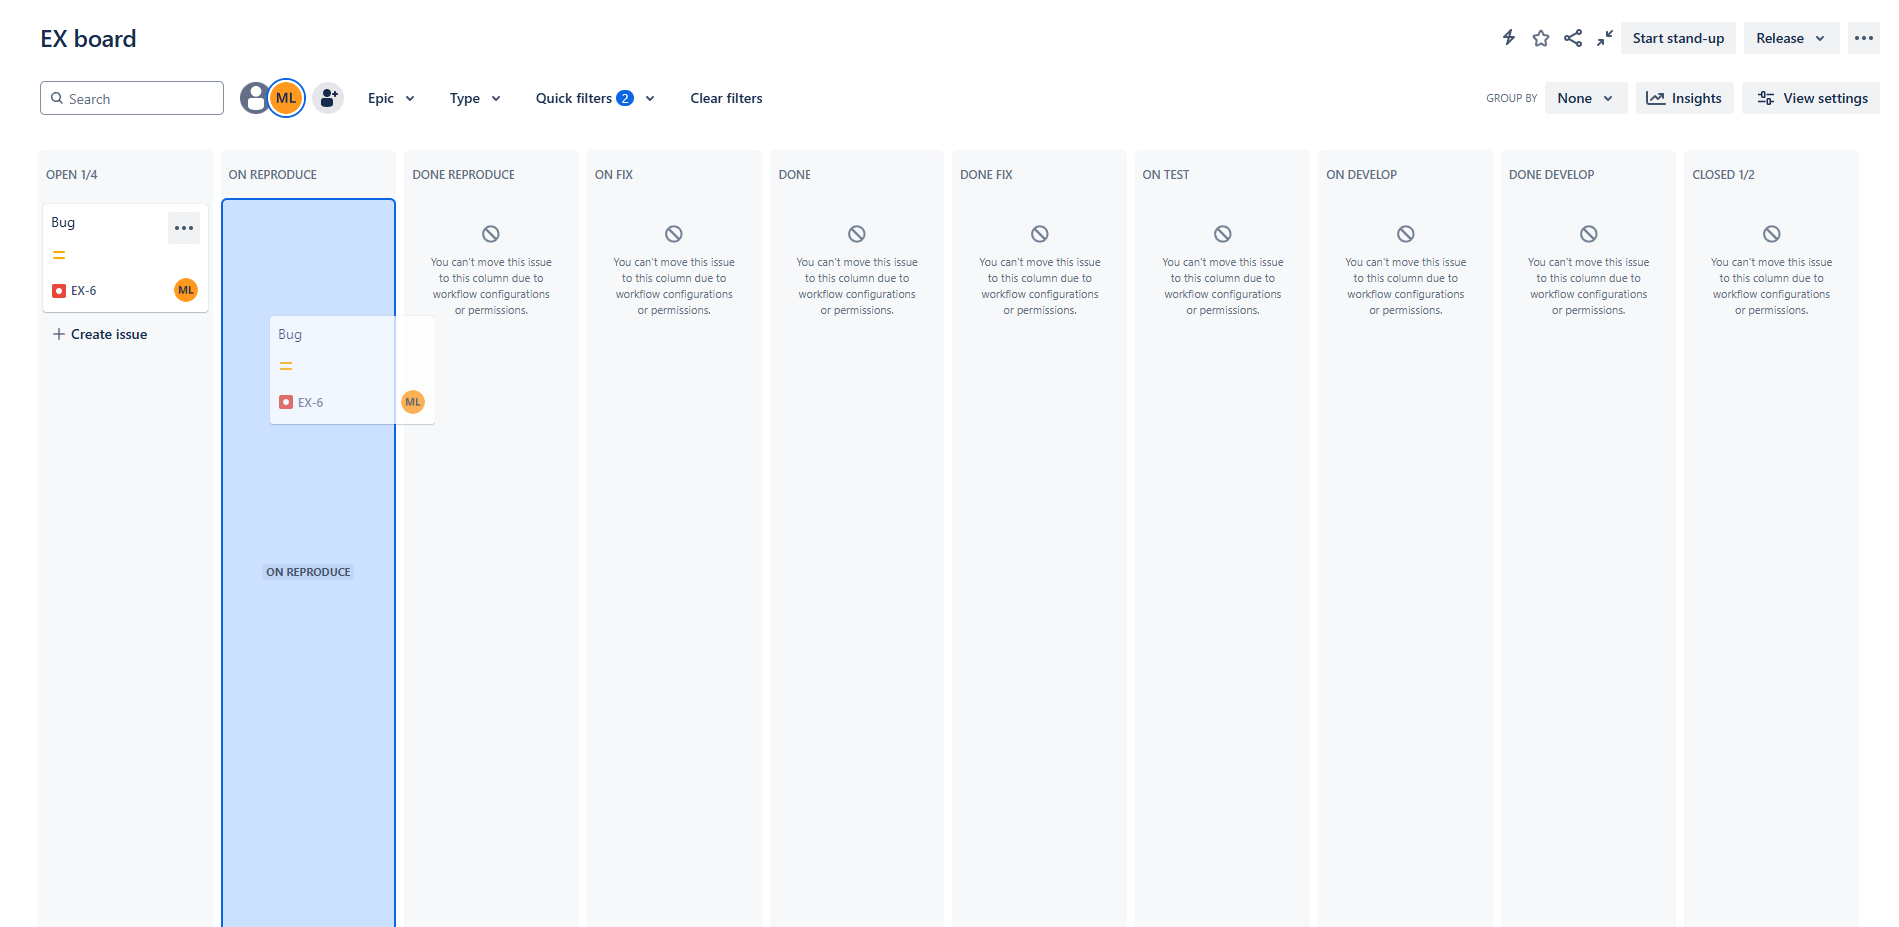 EX board
Start stand-up
Release
Search
ML
Epic
Type
Quick filters 2
Clear filters
GROUP BY
None
Insights
View settings
OPEN 1/4
ON REPRODUCE
DONE REPRODUCE
ON FIX
DONE
DONE FIX
ON TEST
ON DEVELOP
DONE DEVELOP
CLOSED 1/2
Bug
EX-6
ML
Create issue
Bug
EX-6
ML
ON REPRODUCE
You can't move this issue
to this column due to
workflow configurations
or permissions.
You can't move this issue
to this column due to
workflow configurations
or permissions.
You can't move this issue
to this column due to
workflow configurations
or permissions.
You can't move this issue
to this column due to
workflow configurations
or permissions.
You can't move this issue
to this column due to
workflow configurations
or permissions.
You can't move this issue
to this column due to
workflow configurations
or permissions.
You can't move this issue
to this column due to
workflow configurations
or permissions.
You can't move this issue
to this column due to
workflow configurations
or permissions.